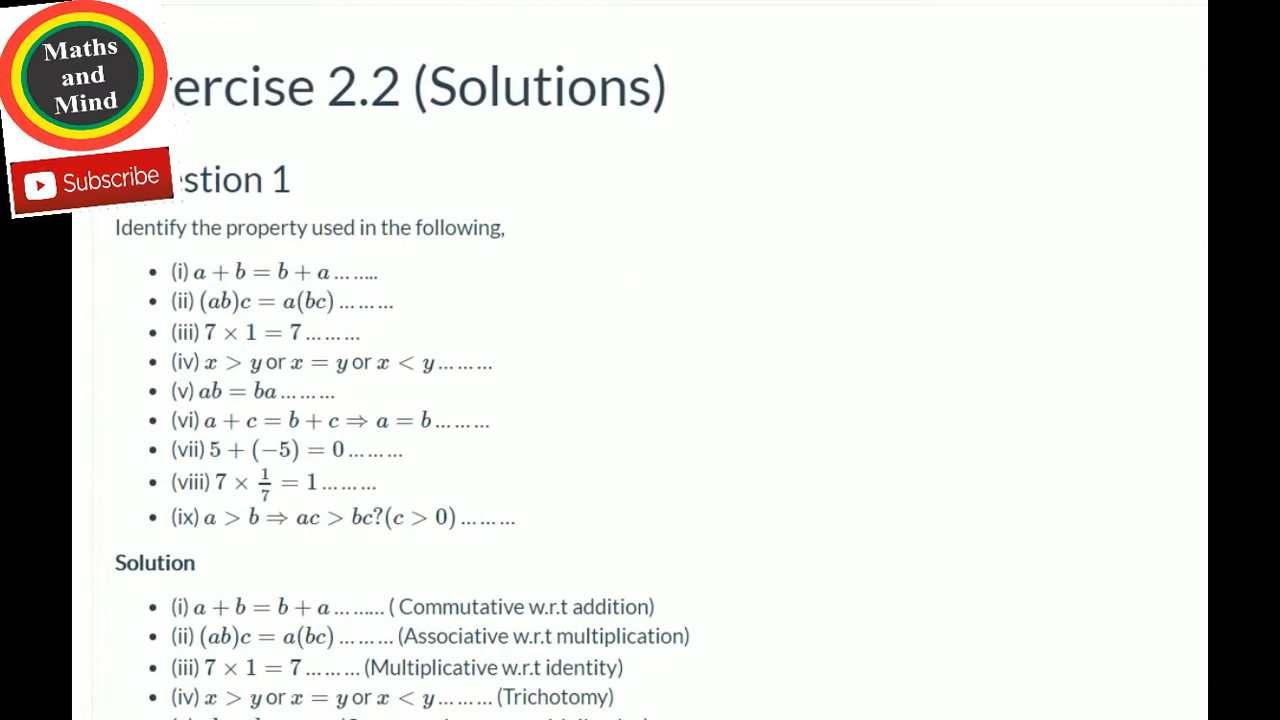 Maths
and
Mind
Subscribe
ercise 2.2 (Solutions)
stion 1
Identify the property used in the following,
• (i) a + b = b + a ... .....
• (ii) (ab)c = a(bc) ... ... ...
• (iii) 7 × 1 = 7 ... ... ...
• (iv) x > y or x = y or x < y ... ... ...
• (v) ab = ba ... ... ...
• (vi) a + c = b + c ⇒ a = b ... ... ...
• (vii) 5 + (−5) = 0 ... ... ...
• (viii) 7 × 1/7 = 1 ... ... ...
• (ix) a > b ⇒ ac > bc?(c > 0) ... ... ...
Solution
• (i) a + b = b + a ... ...... ( Commutative w.r.t addition)
• (ii) (ab)c = a(bc) ... ... ... (Associative w.r.t multiplication)
• (iii) 7 × 1 = 7 ... ... ... (Multiplicative w.r.t identity)
• (iv) x > y or x = y or x < y ... ... ... (Trichotomy)